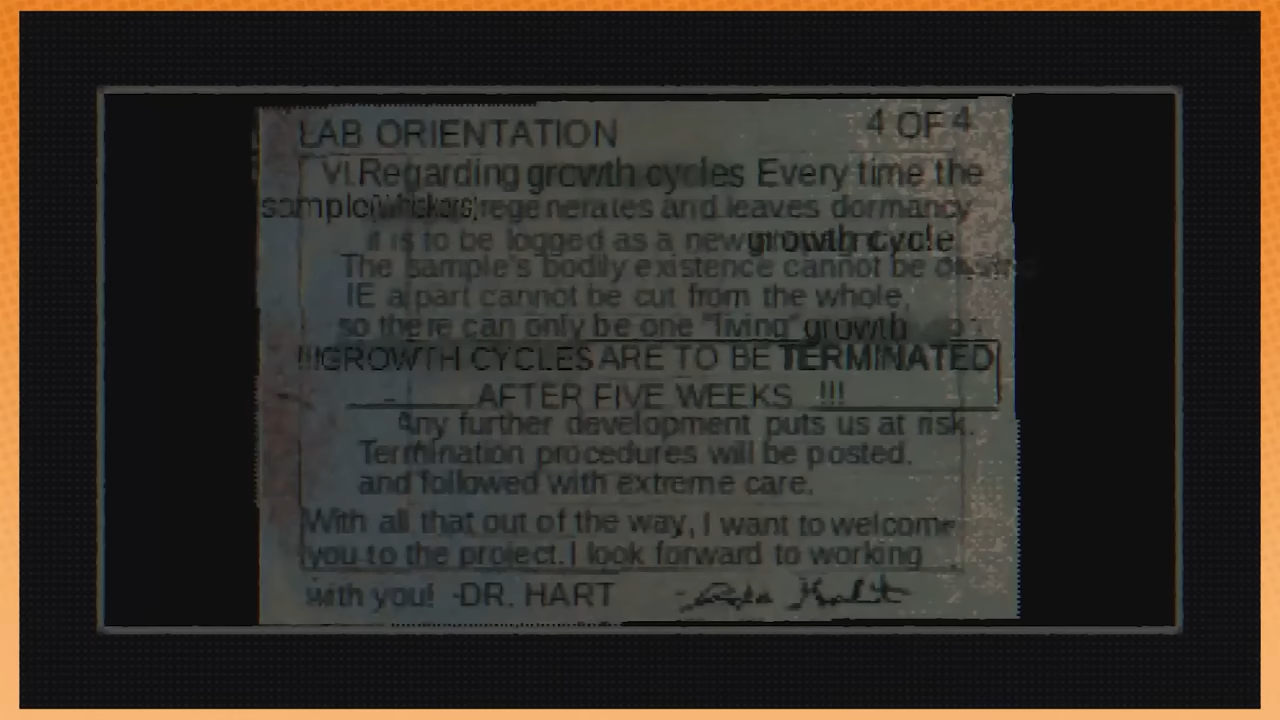 LAB ORIENTATION 4 OF 4
VI. Regarding growth cycles Every time the
sample (whiskers) regenerates and leaves dormancy
it is to be logged as a new growth cycle.
The sample's bodily existence cannot be
IE a part cannot be cut from the whole,
so there can only be one "living" growth
!!!GROWTH CYCLES ARE TO BE TERMINATED
AFTER FIVE WEEKS !!!
Any further development puts us at risk.
Termination procedures will be posted.
and followed with extreme care.
With all that out of the way, I want to welcome
you to the project. I look forward to working
with you! -DR. HART